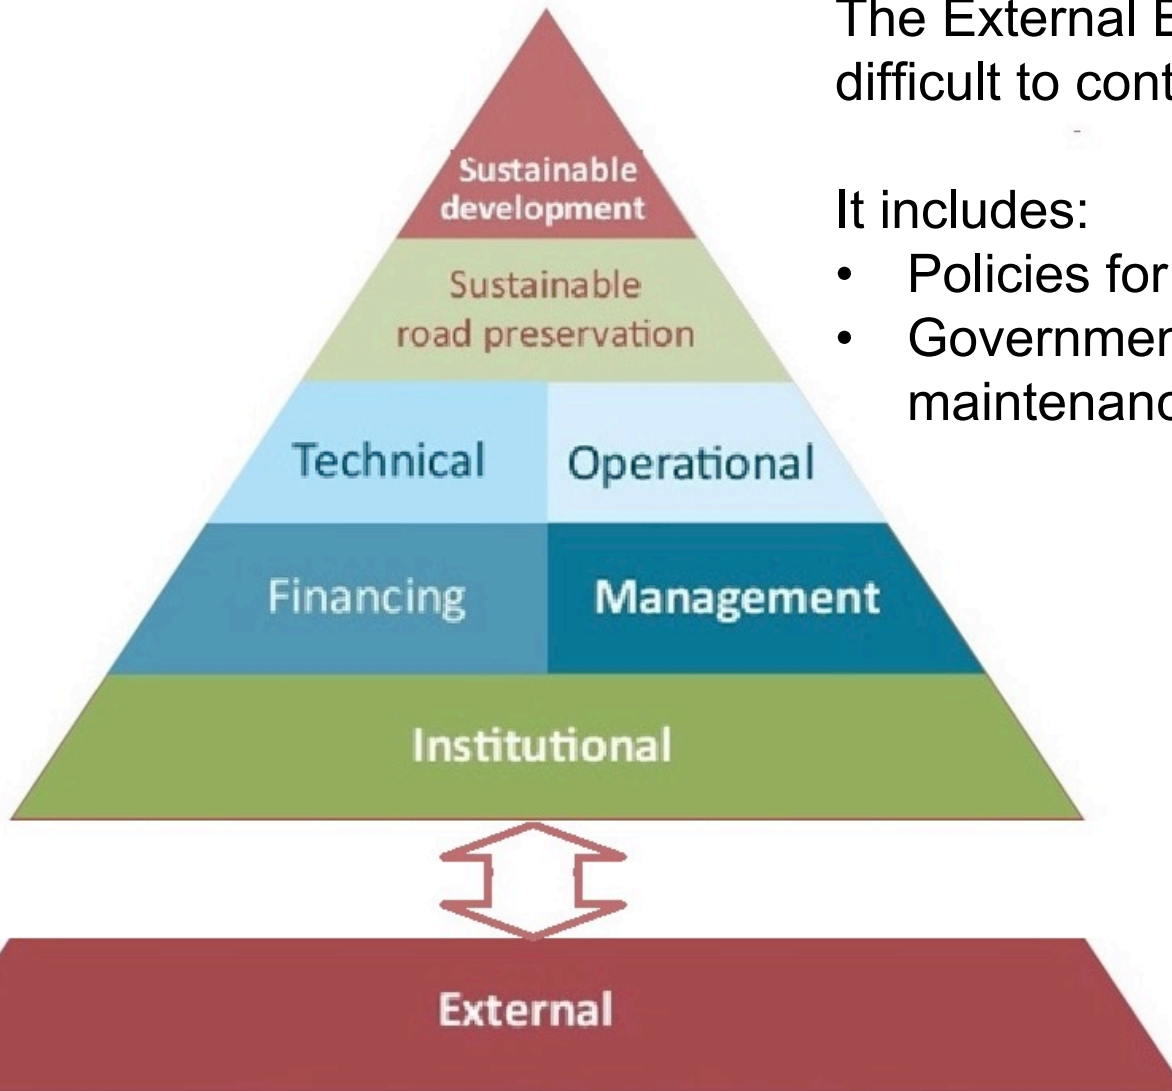 The External E
difficult to cont
It includes:
• Policies for
• Governmen
maintenanc
Sustainable
development
Sustainable
road preservation
Technical
Operational
Financing
Management
Institutional
External